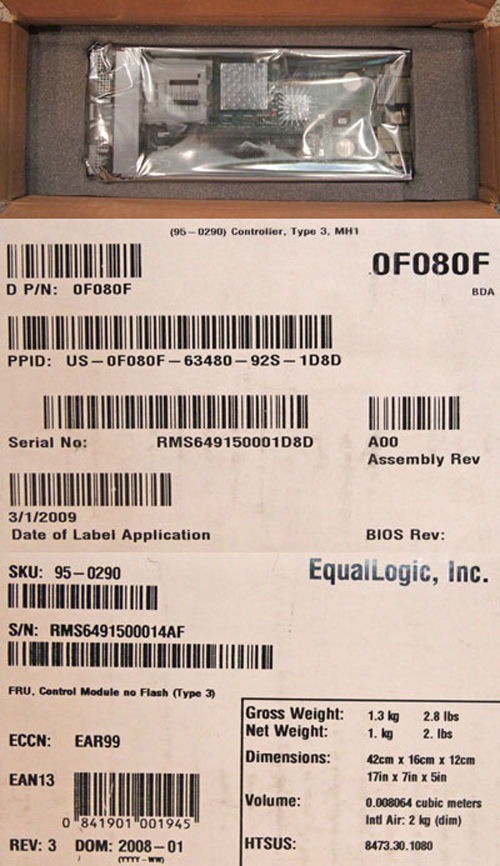 (95-0290) Controller, Type 3, MH1
0F080F
D P/N: 0F080F
BDA
PPID: US-0F080F-63480-92S-1D8D
Serial No: RMS649150001D8D
A00
Assembly Rev
3/1/2009
Date of Label Application
BIOS Rev:
SKU: 95-0290
EqualLogic, Inc.
S/N: RMS6491500014AF
FRU, Control Module no Flash (Type 3)
Gross Weight: 1.3 kg 2.8 lbs
Net Weight: 1. kg 2. lbs
ECCN: EAR99
Dimensions: 42cm x 16cm x 12cm
17in x 7in x 5in
EAN13
0 841901 001945
Volume: 0.008064 cubic meters
Intl Air: 2 kg (dim)
REV: 3 DOM: 2008-01
(YYYY-WW)
HTSUS: 8473.30.1080